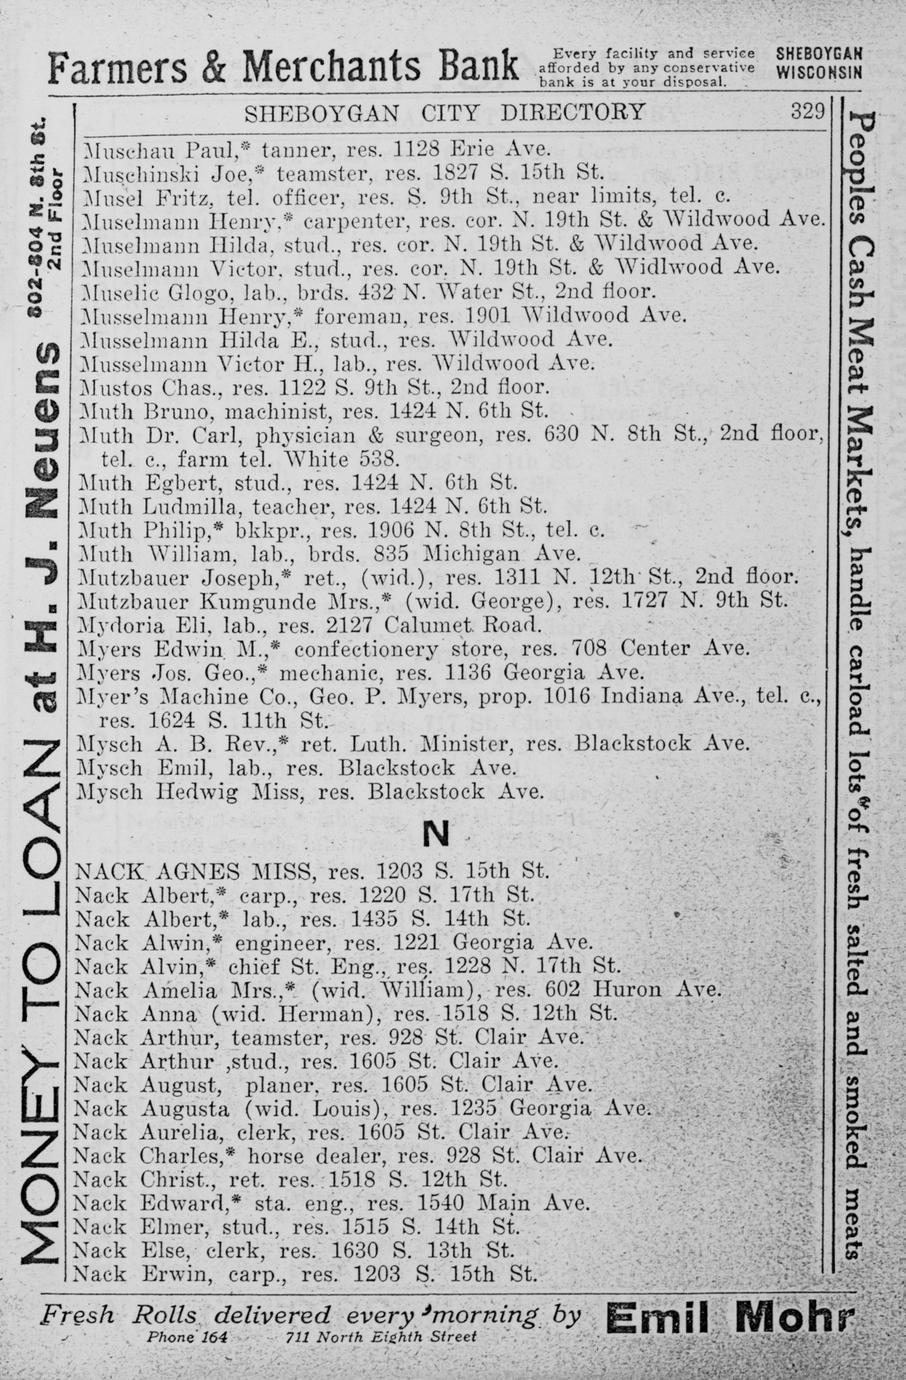 Farmers & Merchants Bank
Every facility and service
afforded by any conservative
bank is at your disposal.
SHEBOYGAN
WISCONSIN
SHEBOYGAN CITY DIRECTORY 329
Muschau Paul,* tanner, res. 1128 Erie Ave.
Muschinski Joe,* teamster, res. 1827 S. 15th St.
Musel Fritz, tel. officer, res. S. 9th St., near limits, tel. c.
Muselmann Henry,* carpenter, res. cor. N. 19th St. & Wildwood Ave.
Muselmann Hilda, stud., res. cor. N. 19th St. & Wildwood Ave.
Muselmann Victor, stud., res. cor. N. 19th St. & Widlwood Ave.
Muselic Glogo, lab., brds. 432 N. Water St., 2nd floor.
Musselmann Henry,* foreman, res. 1901 Wildwood Ave.
Musselmann Hilda E., stud., res. Wildwood Ave.
Musselmann Victor H., lab., res. Wildwood Ave.
Mustos Chas., res. 1122 S. 9th St., 2nd floor.
Muth Bruno, machinist, res. 1424 N. 6th St.
Muth Dr. Carl, physician & surgeon, res. 630 N. 8th St., 2nd floor,
tel. c., farm tel. White 538.
Muth Egbert, stud., res. 1424 N. 6th St.
Muth Ludmilla, teacher, res. 1424 N. 6th St.
Muth Philip,* bkkpr., res. 1906 N. 8th St., tel. c.
Muth William, lab., brds. 835 Michigan Ave.
Mutzbauer Joseph,* ret., (wid.), res. 1311 N. 12th St., 2nd floor.
Mutzbauer Kumgunde Mrs.,* (wid. George), res. 1727 N. 9th St.
Mydoria Eli, lab., res. 2127 Calumet Road.
Myers Edwin M.,* confectionery store, res. 708 Center Ave.
Myers Jos. Geo.,* mechanic, res. 1136 Georgia Ave.
Myer's Machine Co., Geo. P. Myers, prop. 1016 Indiana Ave., tel. c.,
res. 1624 S. 11th St.
Mysch A. B. Rev.,* ret. Luth. Minister, res. Blackstock Ave.
Mysch Emil, lab., res. Blackstock Ave.
Mysch Hedwig Miss, res. Blackstock Ave.
N
NACK AGNES MISS, res. 1203 S. 15th St.
Nack Albert,* carp., res. 1220 S. 17th St.
Nack Albert,* lab., res. 1435 S. 14th St.
Nack Alwin,* engineer, res. 1221 Georgia Ave.
Nack Alvin,* chief St. Eng., res. 1228 N. 17th St.
Nack Amelia Mrs.,* (wid. William), res. 602 Huron Ave.
Nack Anna (wid. Herman), res. 1518 S. 12th St.
Nack Arthur, teamster, res. 928 St. Clair Ave.
Nack Arthur ,stud., res. 1605 St. Clair Ave.
Nack August, planer, res. 1605 St. Clair Ave.
Nack Augusta (wid. Louis), res. 1235 Georgia Ave.
Nack Aurelia, clerk, res. 1605 St. Clair Ave.
Nack Charles,* horse dealer, res. 928 St. Clair Ave.
Nack Christ., ret. res. 1518 S. 12th St.
Nack Edward,* sta. eng., res. 1540 Main Ave.
Nack Elmer, stud., res. 1515 S. 14th St.
Nack Else, clerk, res. 1630 S. 13th St.
Nack Erwin, carp., res. 1203 S. 15th St.
MONEY TO LOAN at H. J. Neuens
802-804 N. 8th St.
2nd Floor
Peoples Cash Meat Markets, handle carload lots of fresh salted and smoked meats
Fresh Rolls delivered every morning by Emil Mohr
Phone 164 711 North Eighth Street